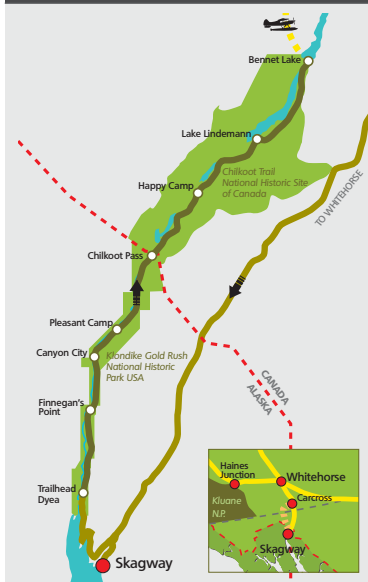 Bennet Lake
Lake Lindemann
Chilkoot Trail
National Historic Site
of Canada
Happy Camp
TO WHITEHORSE
Chilkoot Pass
Pleasant Camp
Canyon City
Klondike Gold Rush
National Historic
Park USA
CANADA
ALASKA
Finnegan's
Point
Trailhead
Dyea
Skagway
Haines
Junction
Whitehorse
Carcross
Kluane
N.P.
Skagway